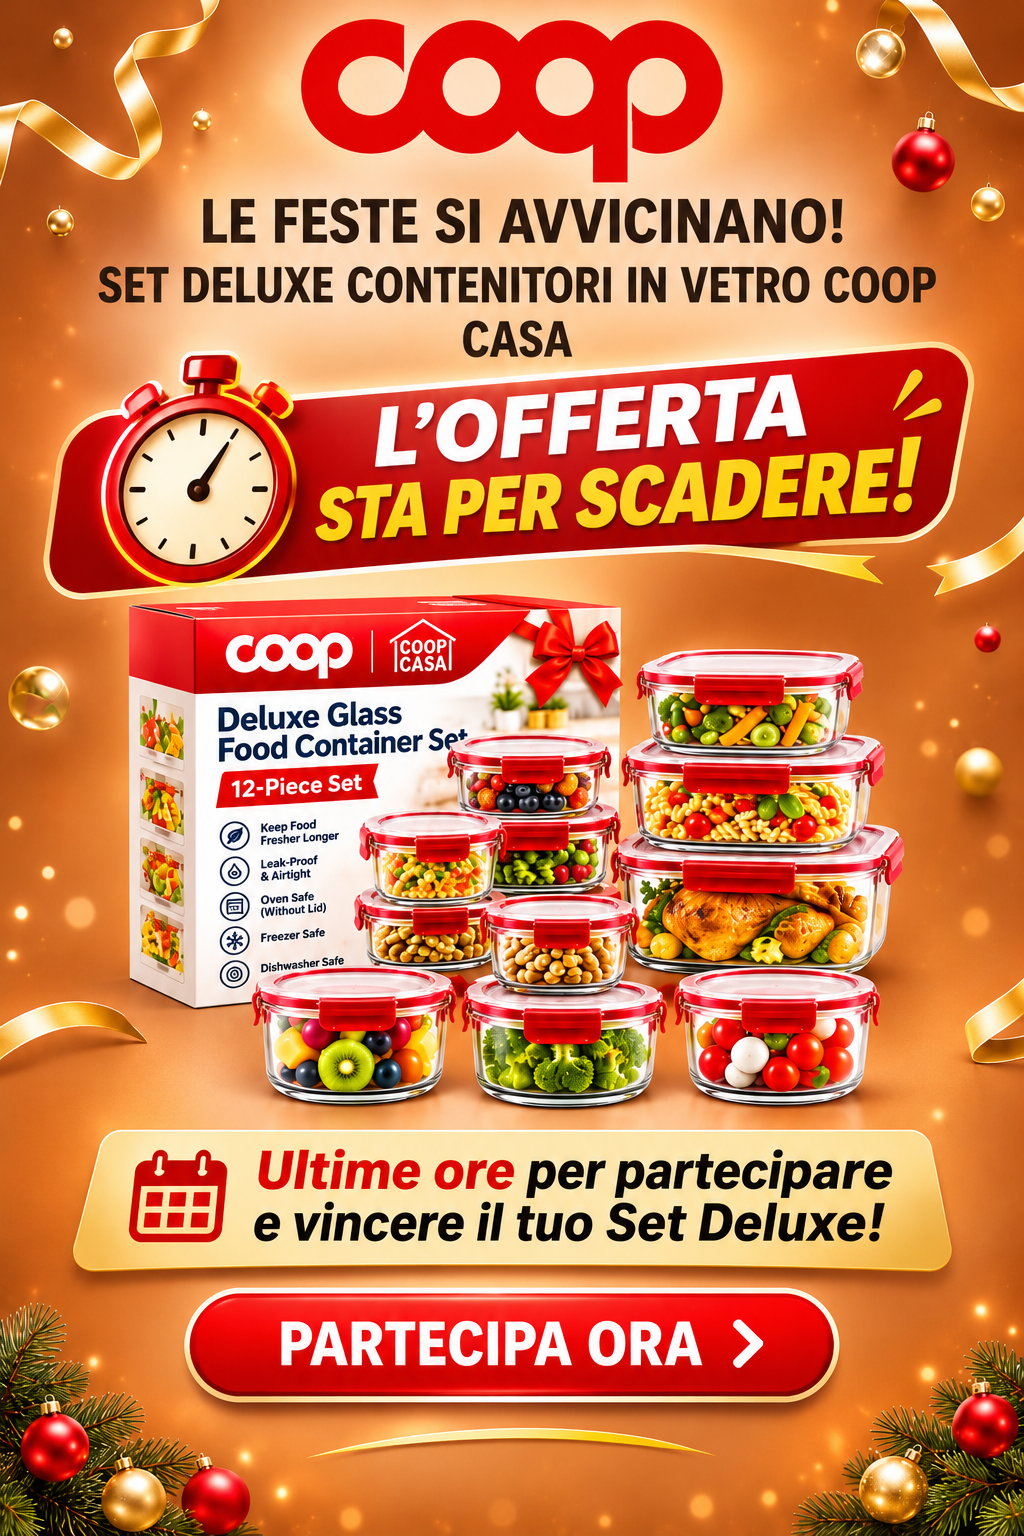 coop
LE FESTE SI AVVICINANO!
SET DELUXE CONTENITORI IN VETRO COOP
CASA
L'OFFERTA
STA PER SCADERE!
coop
COOP
CASA
Deluxe Glass
Food Container Set
12-Piece Set
Keep Food
Fresher Longer
Leak-Proof
& Airtight
Oven Safe
(Without Lid)
Freezer Safe
Dishwasher Safe
Ultime ore per partecipare
e vincere il tuo Set Deluxe!
PARTECIPA ORA